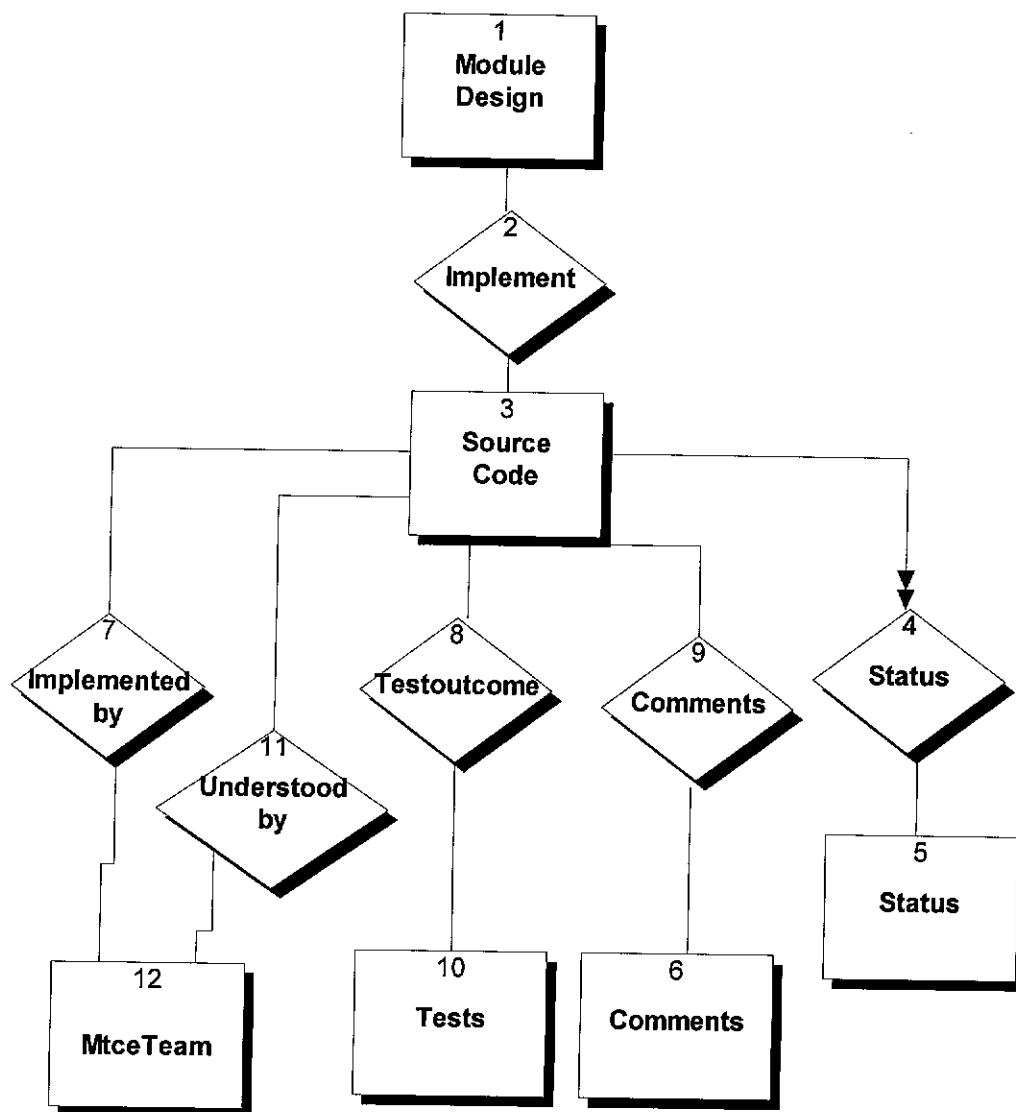 1
Module
Design
2
Implement
3
Source
Code
7
Implemented
by
11
Understood
by
8
Testoutcome
9
Comments
4
Status
5
Status
12
MtceTeam
10
Tests
6
Comments